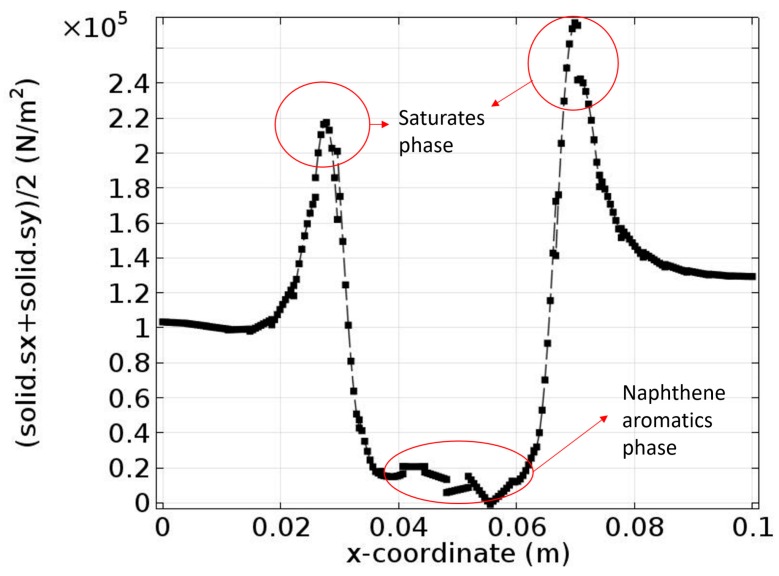 ×10⁵
(solid.sx+solid.sy)/2 (N/m²)
2.4
2.2
2
1.8
1.6
1.4
1.2
1
0.8
0.6
0.4
0.2
0
Saturates
phase
Naphthene
aromatics
phase
0 0.02 0.04 0.06 0.08 0.1
x-coordinate (m)